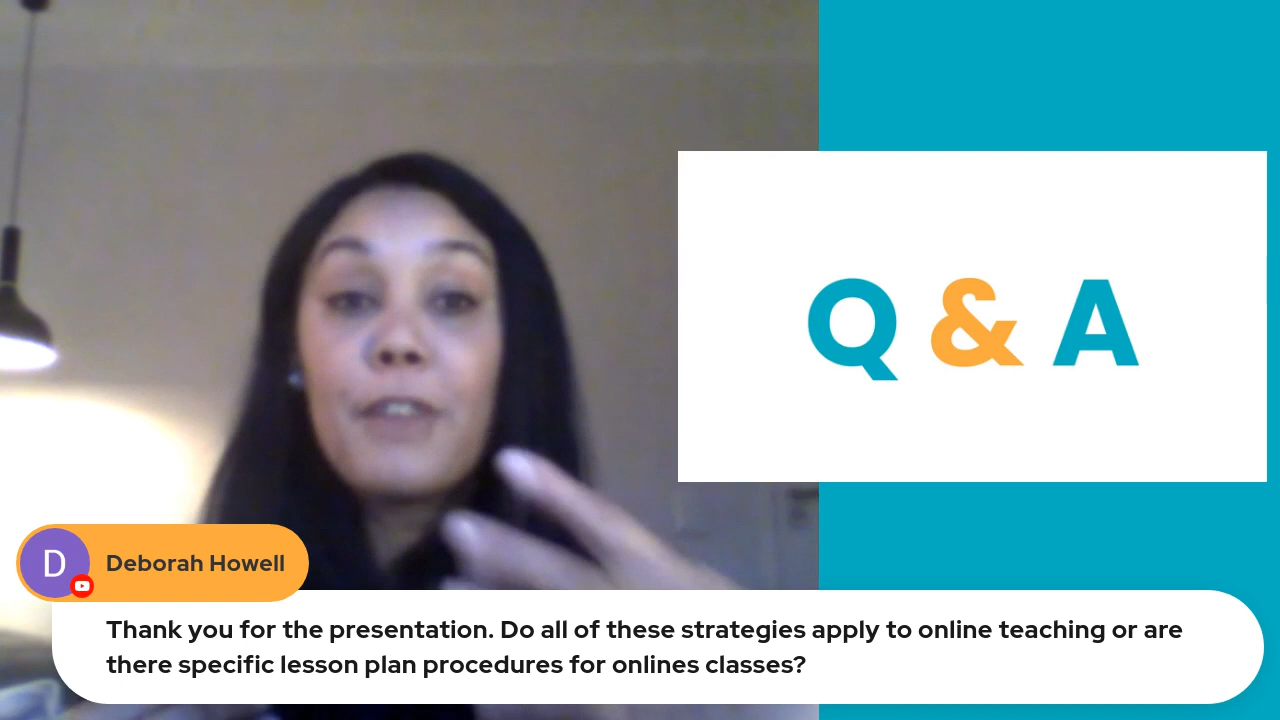 Q & A
D
Deborah Howell
Thank you for the presentation. Do all of these strategies apply to online teaching or are
there specific lesson plan procedures for onlines classes?